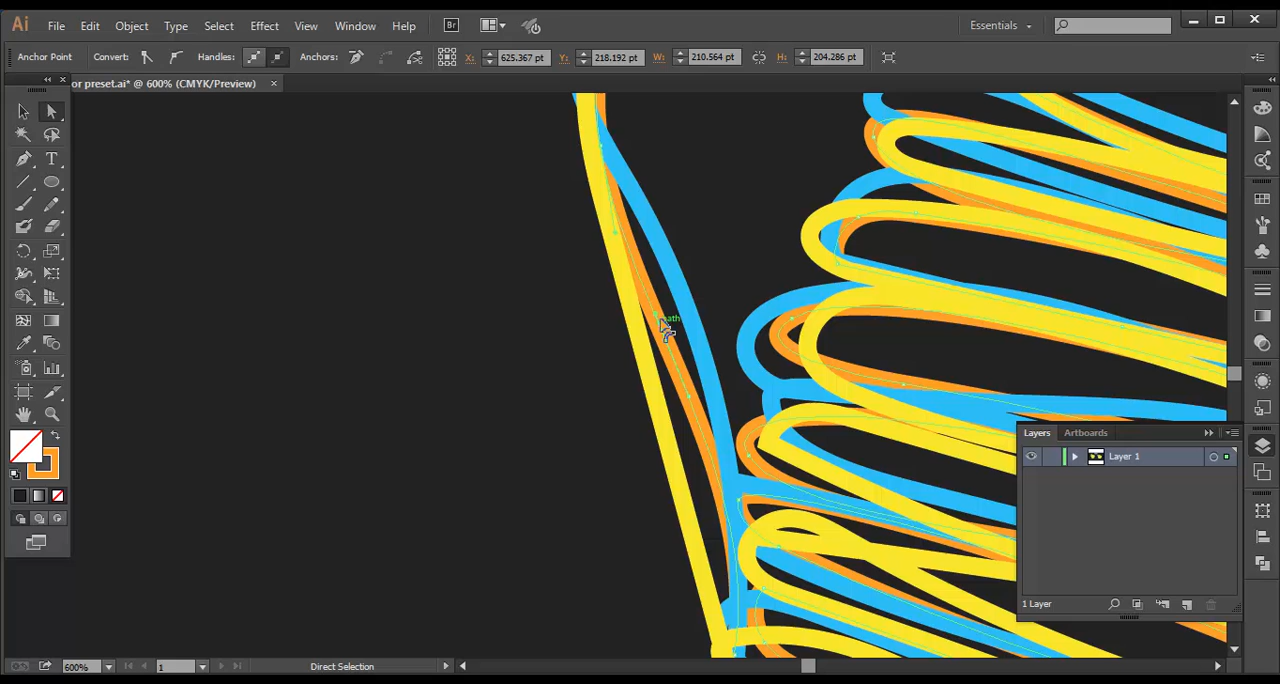 Ai File Edit Object Type Select Effect View Window Help Br Essentials
Anchor Point Convert: Handles: Anchors: X: 625.367 pt Y: 218.192 pt W: 210.564 pt H: 204.286 pt
or preset.ai* @ 600% (CMYK/Preview)
T
path
Layers Artboards
Layer 1
1 Layer
600% 1 Direct Selection